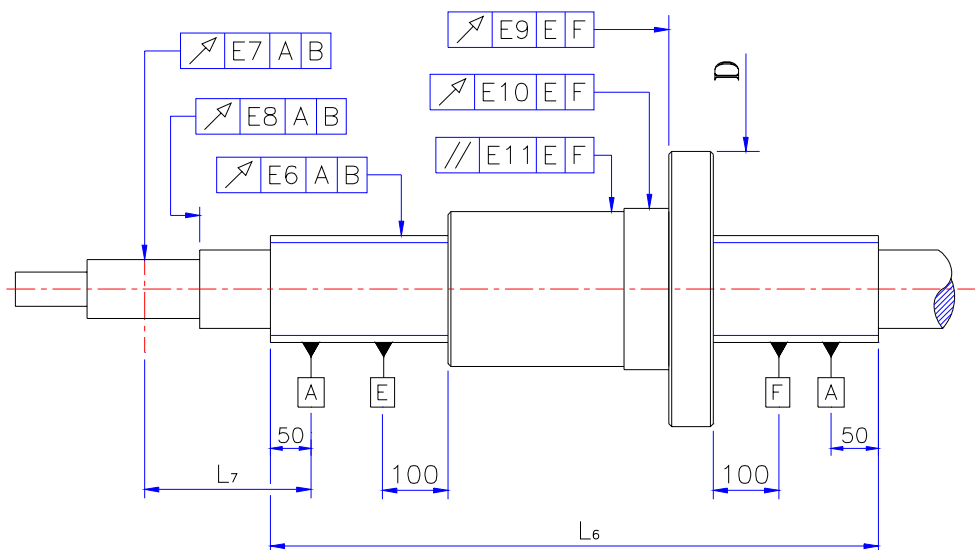 E9 E F
E7 A B
D
E10 E F
E8 A B
// E11 E F
E6 A B
A E F A
50 50
L7 100 100
L6